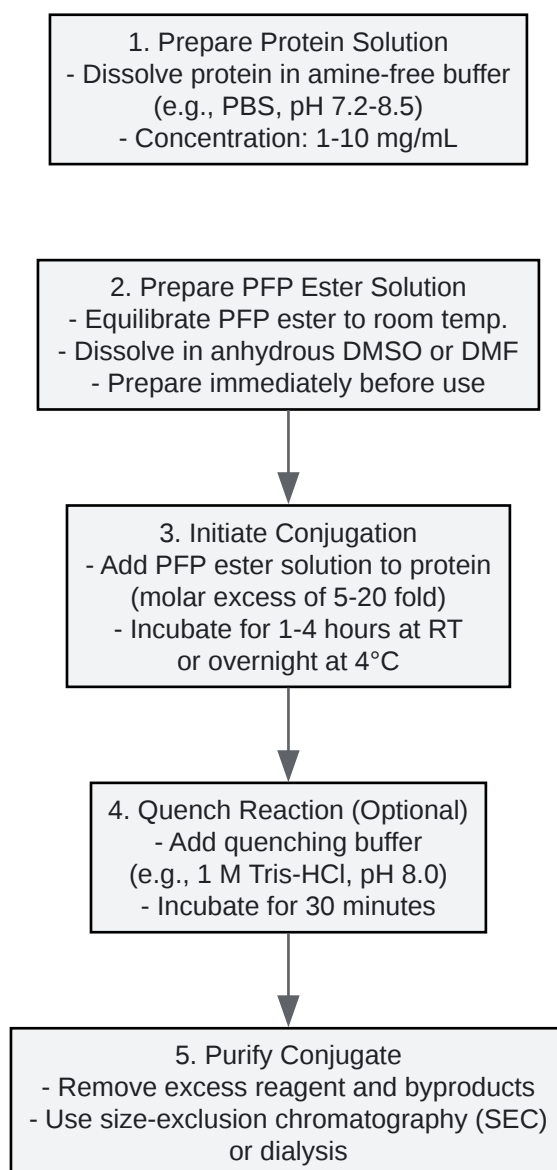 1. Prepare Protein Solution
- Dissolve protein in amine-free buffer
(e.g., PBS, pH 7.2-8.5)
- Concentration: 1-10 mg/mL
2. Prepare PFP Ester Solution
- Equilibrate PFP ester to room temp.
- Dissolve in anhydrous DMSO or DMF
- Prepare immediately before use
3. Initiate Conjugation
- Add PFP ester solution to protein
(molar excess of 5-20 fold)
- Incubate for 1-4 hours at RT
or overnight at 4°C
4. Quench Reaction (Optional)
- Add quenching buffer
(e.g., 1 M Tris-HCl, pH 8.0)
- Incubate for 30 minutes
5. Purify Conjugate
- Remove excess reagent and byproducts
- Use size-exclusion chromatography (SEC)
or dialysis